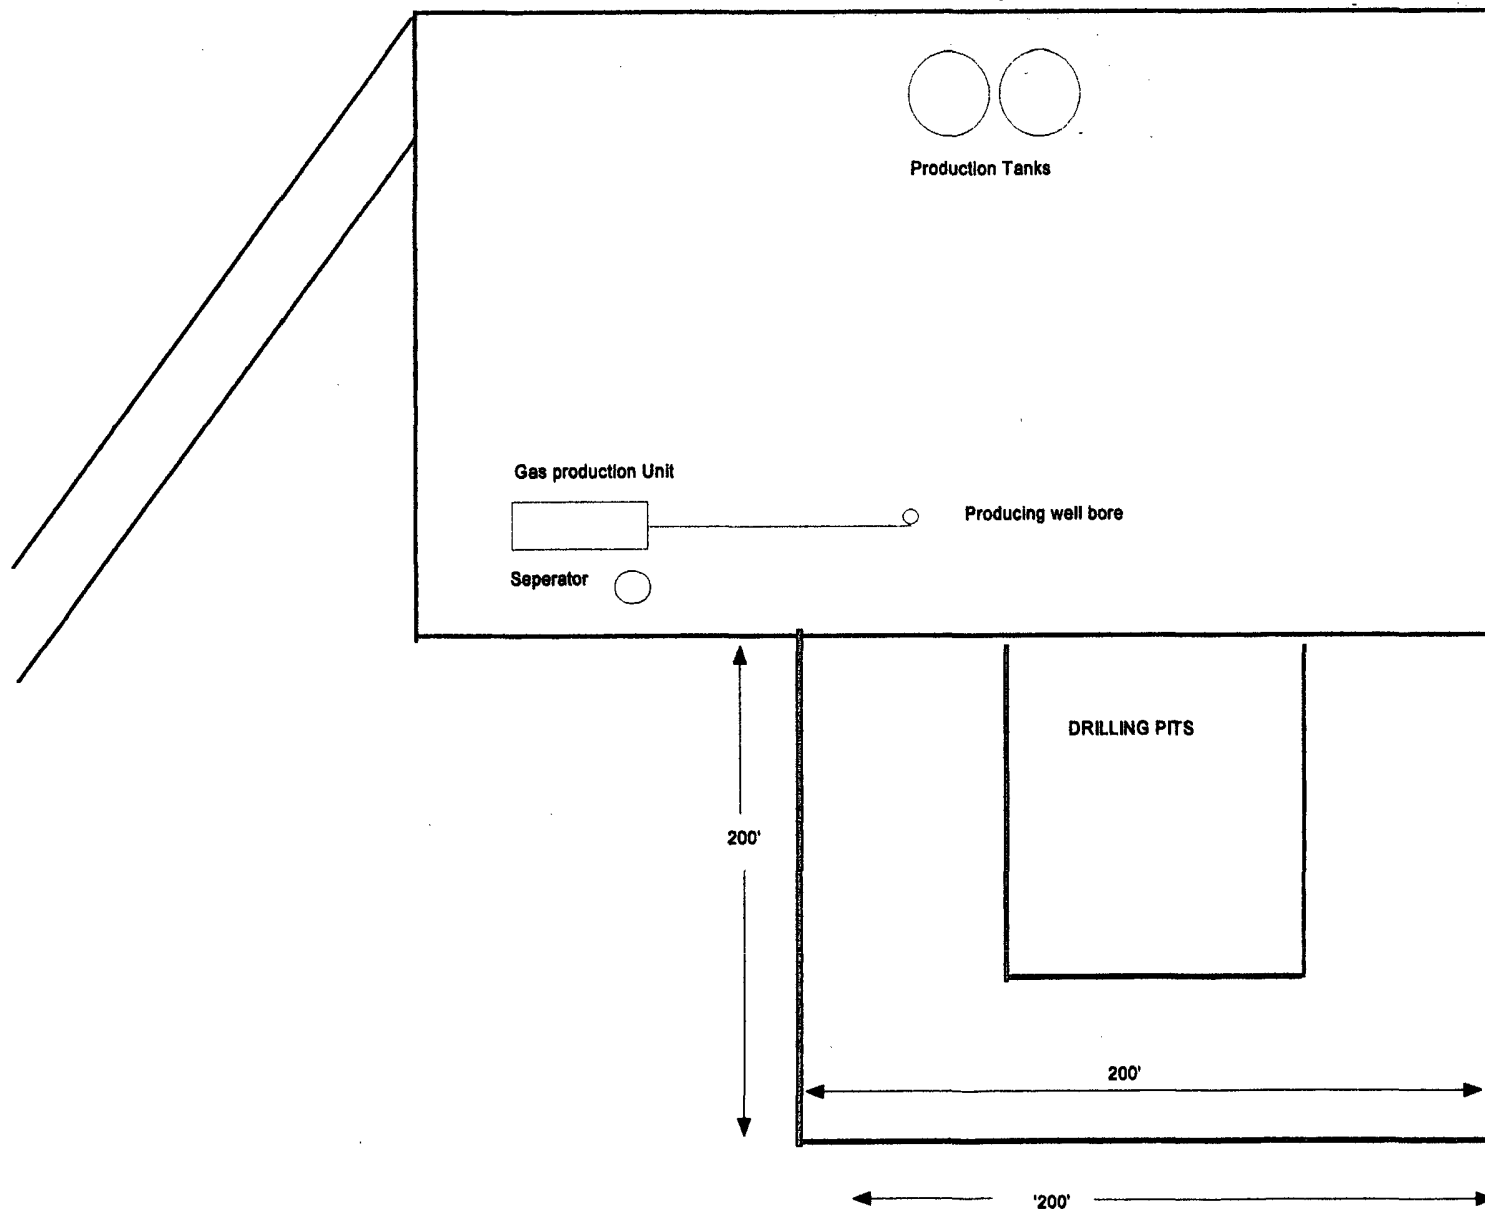 Production Tanks
Gas production Unit
Producing well bore
Seperator
DRILLING PITS
200'
200'
'200'